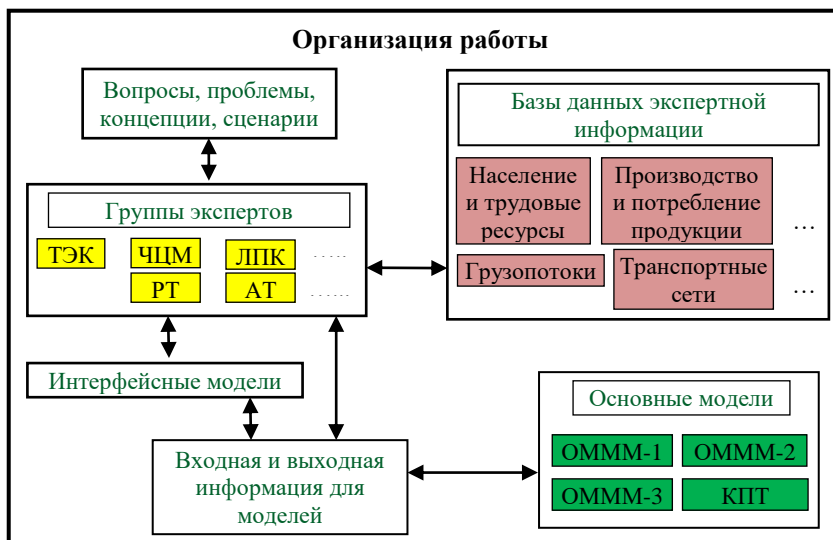 Организация работы
Вопросы, проблемы,
концепции, сценарии
Базы данных экспертной
информации
Население
и трудовые
ресурсы
Производство
и потребление
продукции
...
Грузопотоки
Транспортные
сети
...
Группы экспертов
ТЭК
ЧЦМ
ЛПК
.....
РТ
АТ
......
Интерфейсные модели
Входная и выходная
информация для
моделей
Основные модели
ОМММ-1
ОМММ-2
ОМММ-3
КПТ